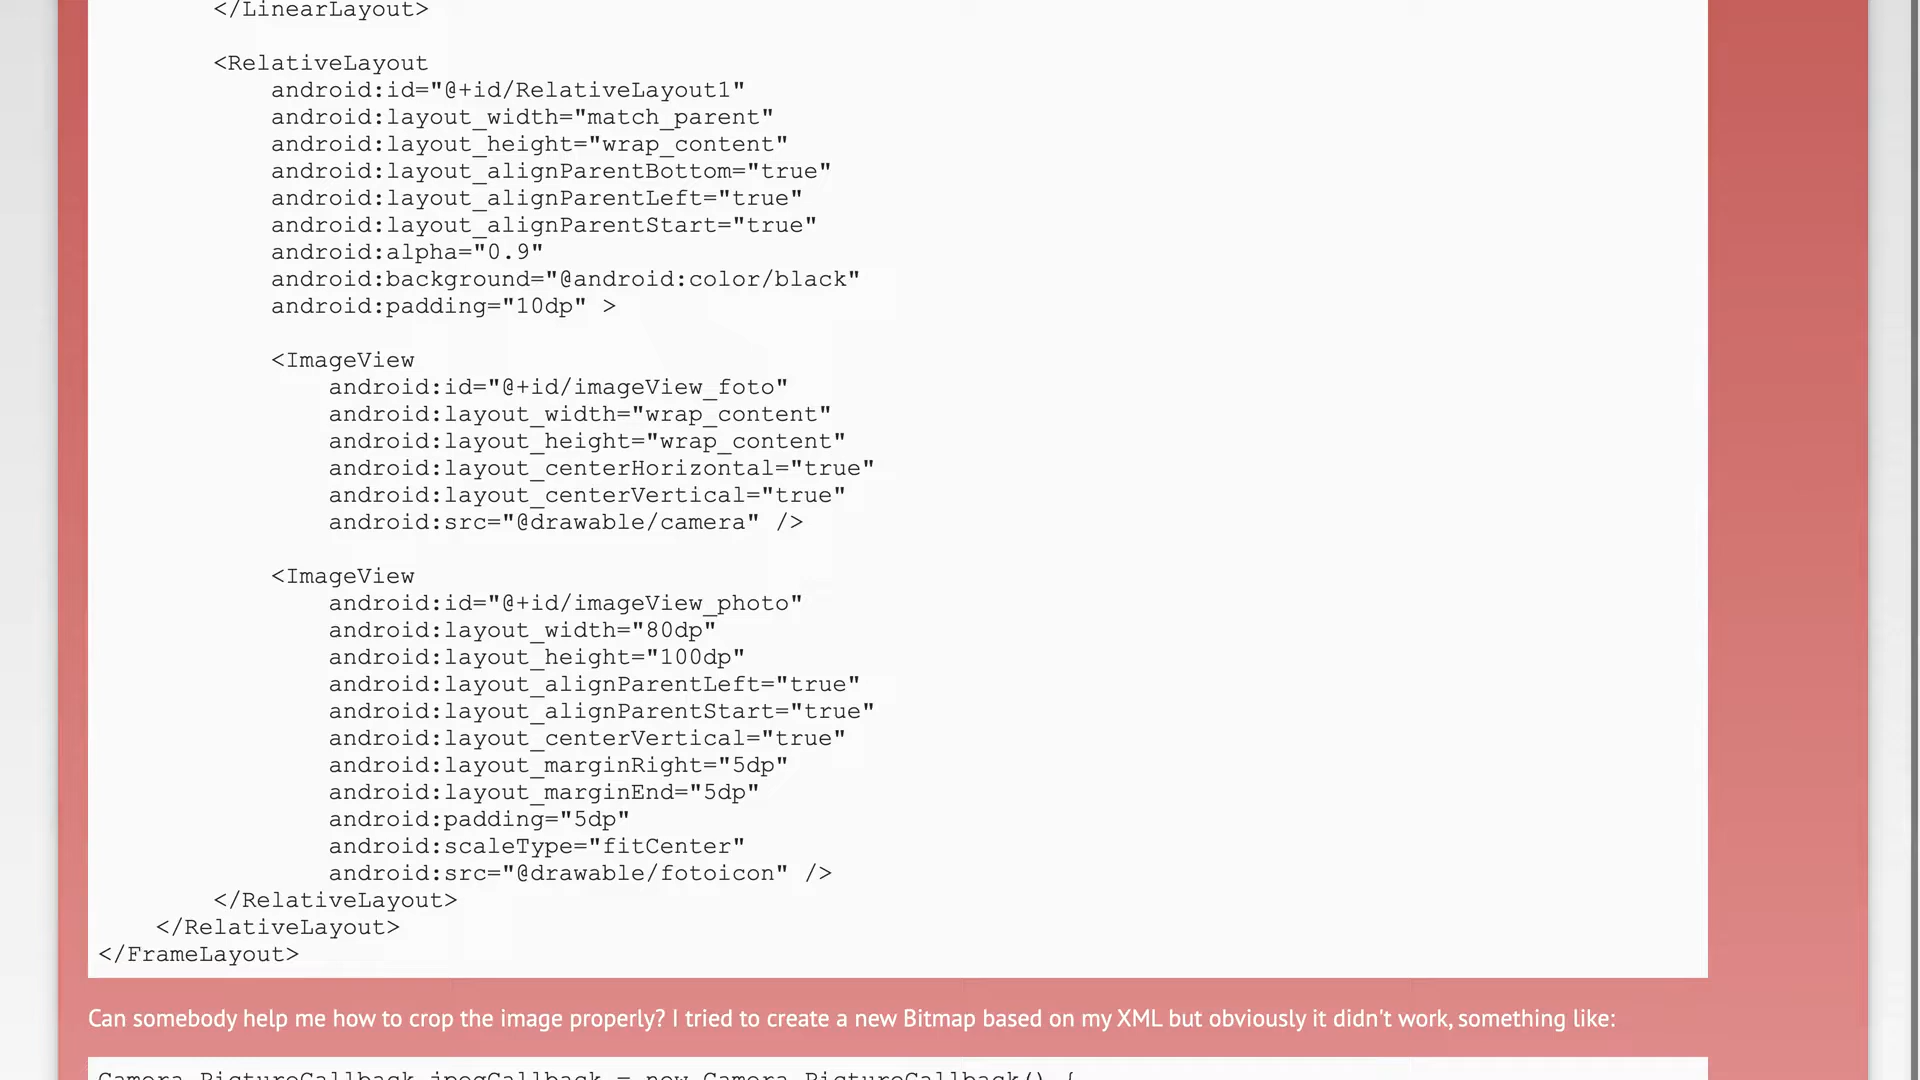 </LinearLayout>
<RelativeLayout
android:id="@+id/RelativeLayout1"
android:layout_width="match_parent"
android:layout_height="wrap_content"
android:layout_alignParentBottom="true"
android:layout_alignParentLeft="true"
android:layout_alignParentStart="true"
android:alpha="0.9"
android:background="@android:color/black"
android:padding="10dp" >
<ImageView
android:id="@+id/imageView_foto"
android:layout_width="wrap_content"
android:layout_height="wrap_content"
android:layout_centerHorizontal="true"
android:layout_centerVertical="true"
android:src="@drawable/camera" />
<ImageView
android:id="@+id/imageView_photo"
android:layout_width="80dp"
android:layout_height="100dp"
android:layout_alignParentLeft="true"
android:layout_alignParentStart="true"
android:layout_centerVertical="true"
android:layout_marginRight="5dp"
android:layout_marginEnd="5dp"
android:padding="5dp"
android:scaleType="fitCenter"
android:src="@drawable/fotoicon" />
</RelativeLayout>
</RelativeLayout>
</FrameLayout>
Can somebody help me how to crop the image properly? I tried to create a new Bitmap based on my XML but obviously it didn't work, something like:
Camera.PictureCallback jpegCallback = new Camera.PictureCallback() {